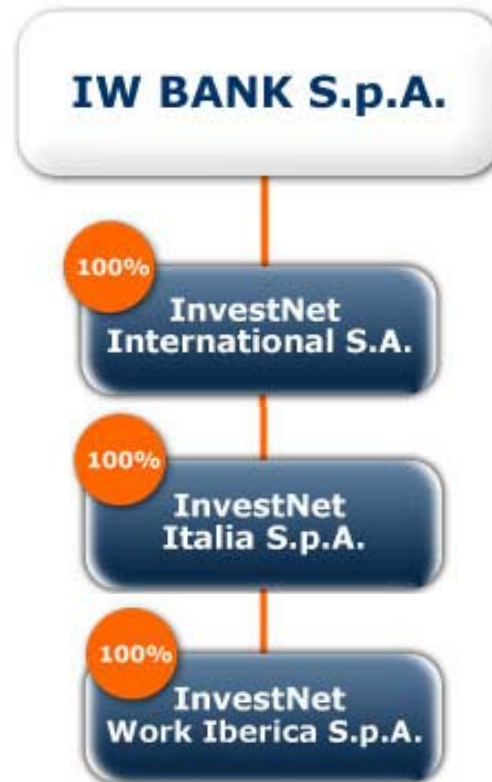 IW BANK S.p.A.
100%
InvestNet
International S.A.
100%
InvestNet
Italia S.p.A.
100%
InvestNet
Work Iberica S.p.A.